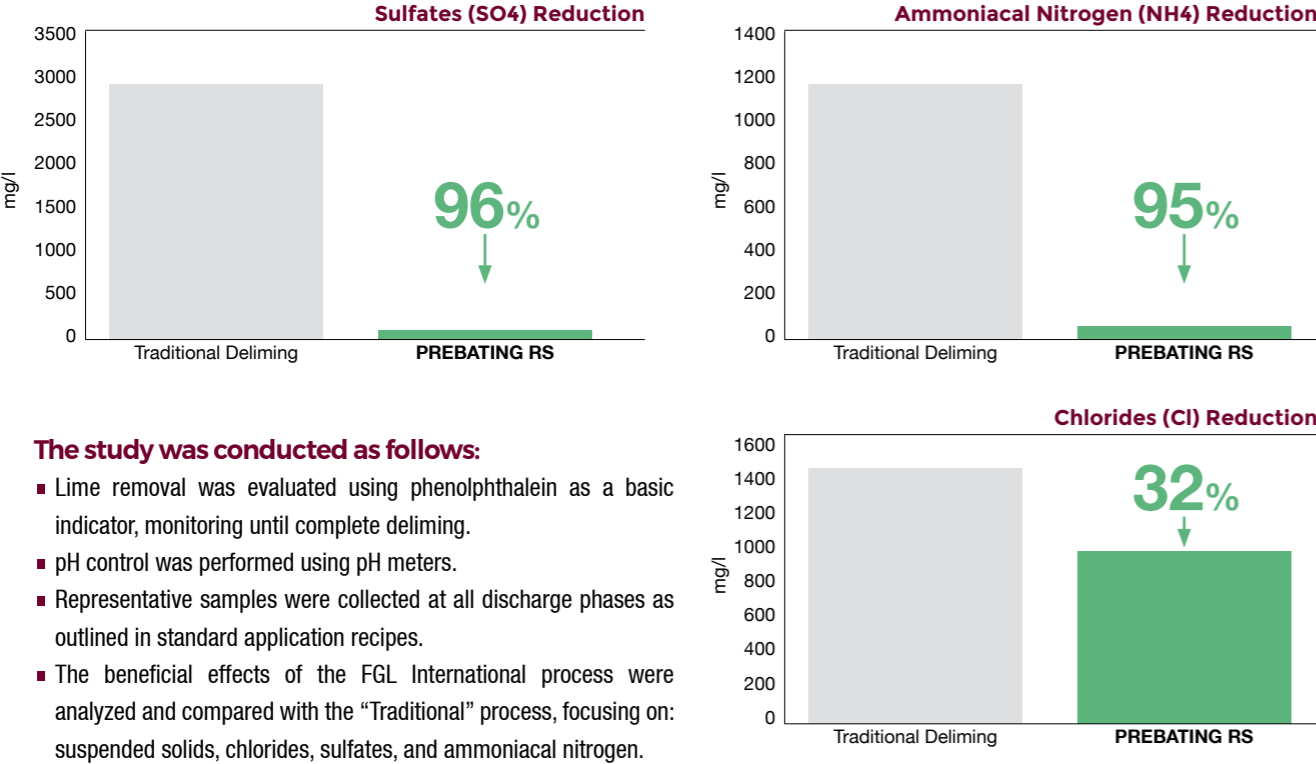 Sulfates (SO4) Reduction
3500
3000
2500
2000
1500
1000
500
0
mg/l
96%
Traditional Deliming
PREBATING RS
Ammoniacal Nitrogen (NH4) Reduction
1400
1200
1000
800
600
400
200
0
mg/l
95%
Traditional Deliming
PREBATING RS
The study was conducted as follows:
Lime removal was evaluated using phenolphthalein as a basic
indicator, monitoring until complete deliming.
pH control was performed using pH meters.
Representative samples were collected at all discharge phases as
outlined in standard application recipes.
The beneficial effects of the FGL International process were
analyzed and compared with the “Traditional” process, focusing on:
suspended solids, chlorides, sulfates, and ammoniacal nitrogen.
Chlorides (Cl) Reduction
1600
1400
1200
1000
800
600
400
200
0
mg/l
32%
Traditional Deliming
PREBATING RS